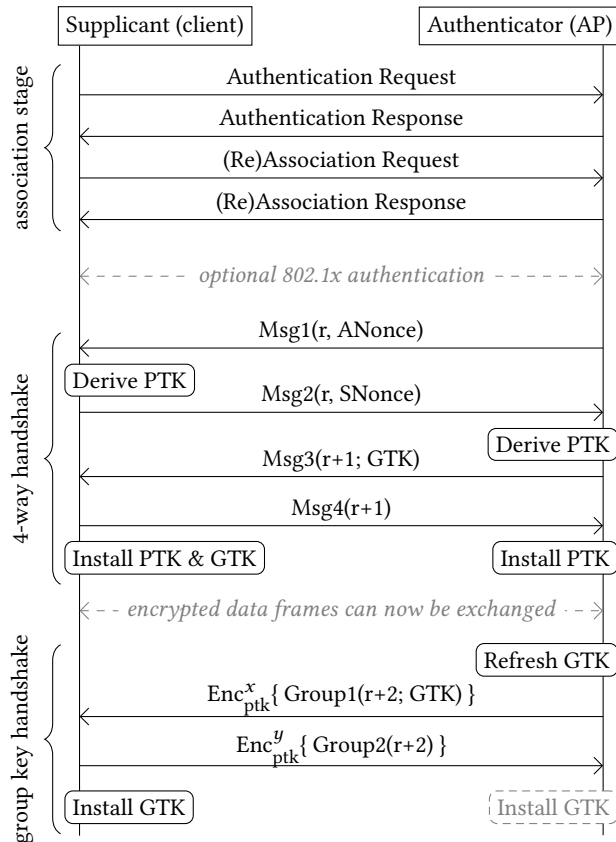 Supplicant (client)
Authenticator (AP)
association stage
Authentication Request
Authentication Response
(Re)Association Request
(Re)Association Response
optional 802.1x authentication
4-way handshake
Msg1(r, ANonce)
Derive PTK
Msg2(r, SNonce)
Derive PTK
Msg3(r+1; GTK)
Msg4(r+1)
Install PTK & GTK
Install PTK
encrypted data frames can now be exchanged
group key handshake
Refresh GTK
Enc^x_ptk{ Group1(r+2; GTK) }
Enc^y_ptk{ Group2(r+2) }
Install GTK
Install GTK